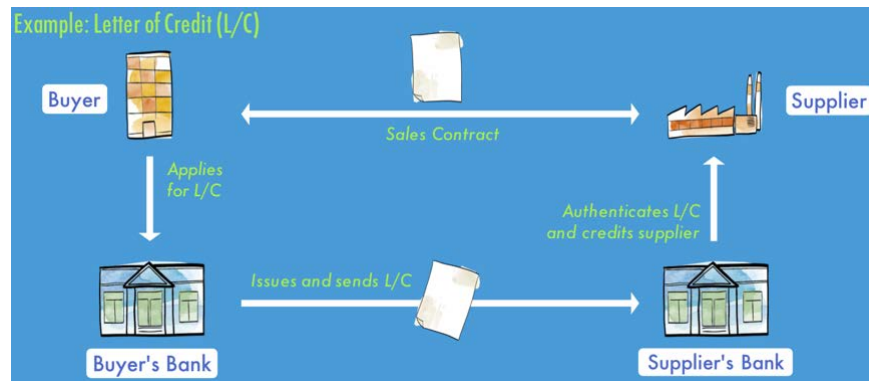 Example: Letter of Credit (L/C)
Buyer
Supplier
Sales Contract
Applies
for L/C
Authenticates L/C
and credits supplier
Issues and sends L/C
Buyer's Bank
Supplier's Bank